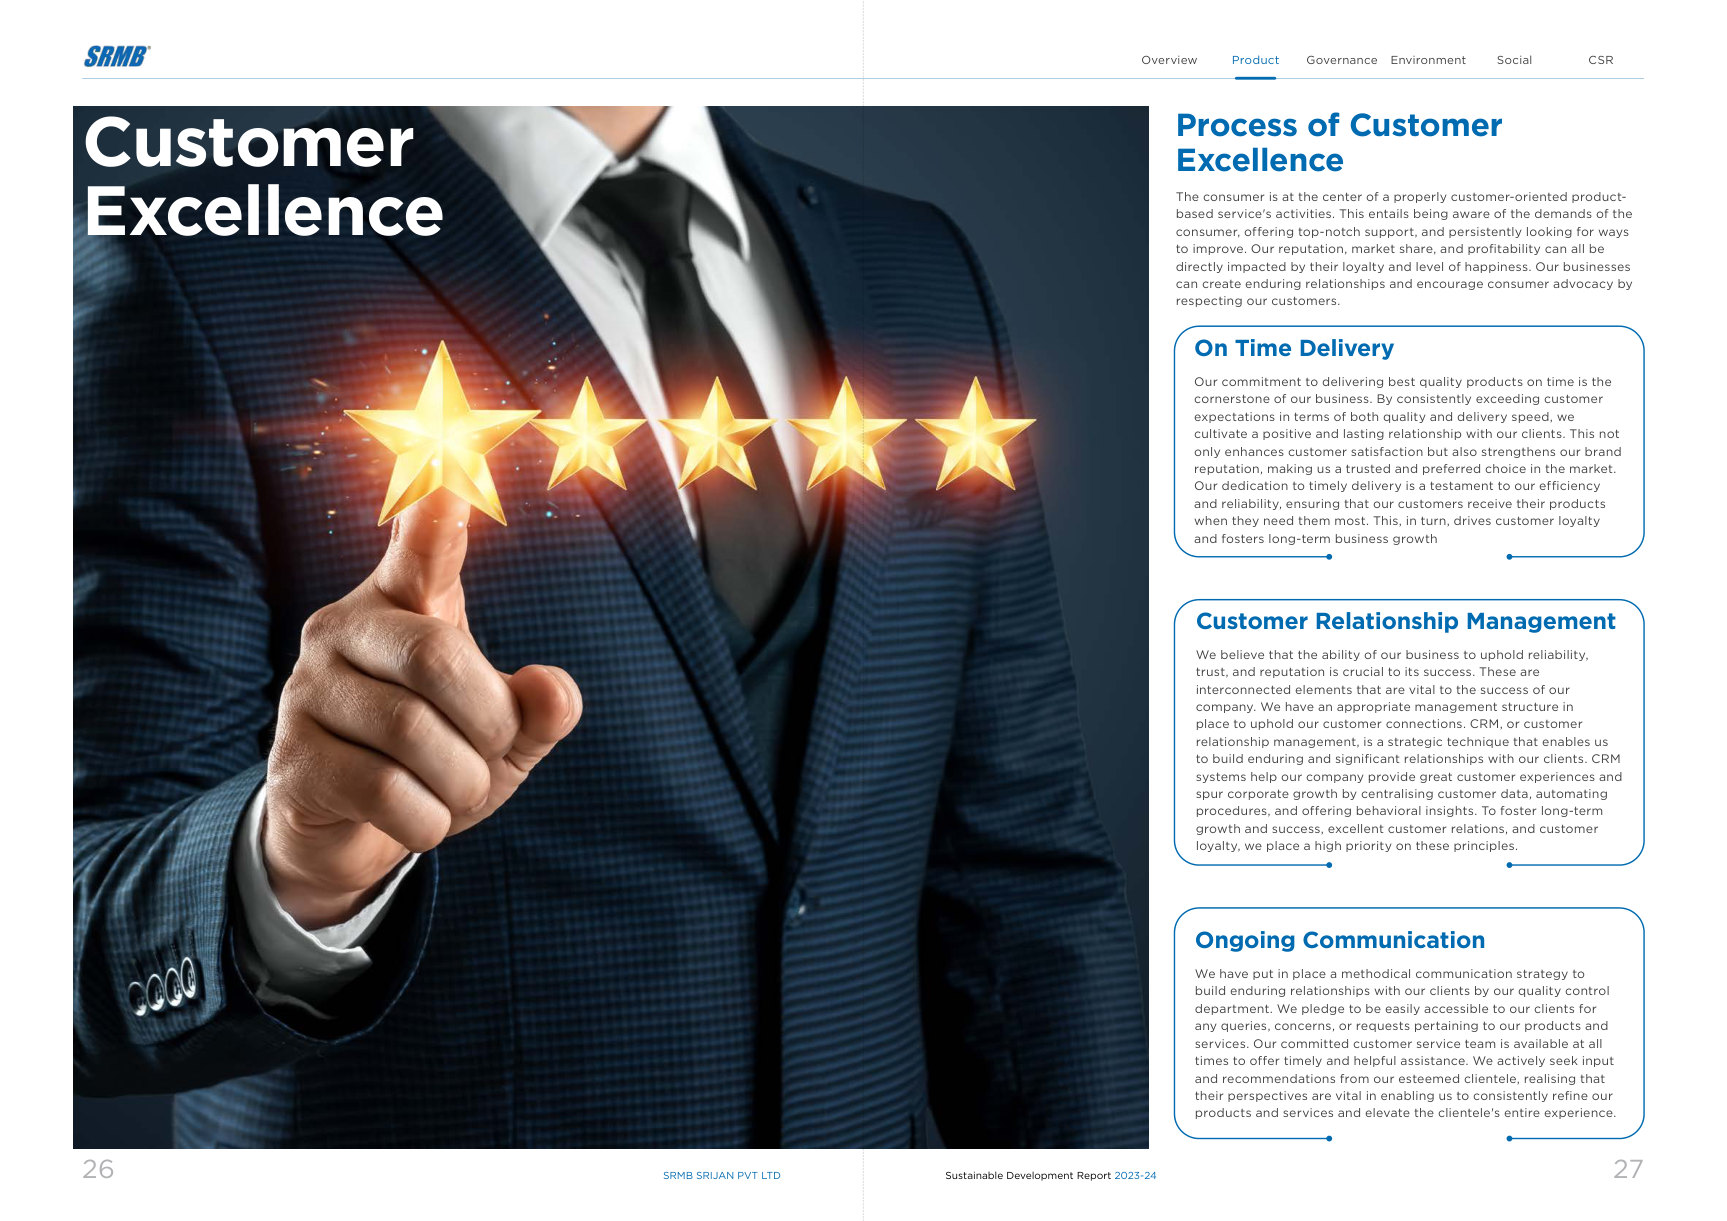 SRMB
Overview Product Governance Environment Social CSR
Customer
Excellence
Process of Customer
Excellence
The consumer is at the center of a properly customer-oriented product-
based service's activities. This entails being aware of the demands of the
consumer, offering top-notch support, and persistently looking for ways
to improve. Our reputation, market share, and profitability can all be
directly impacted by their loyalty and level of happiness. Our businesses
can create enduring relationships and encourage consumer advocacy by
respecting our customers.
On Time Delivery
Our commitment to delivering best quality products on time is the
cornerstone of our business. By consistently exceeding customer
expectations in terms of both quality and delivery speed, we
cultivate a positive and lasting relationship with our clients. This not
only enhances customer satisfaction but also strengthens our brand
reputation, making us a trusted and preferred choice in the market.
Our dedication to timely delivery is a testament to our efficiency
and reliability, ensuring that our customers receive their products
when they need them most. This, in turn, drives customer loyalty
and fosters long-term business growth
Customer Relationship Management
We believe that the ability of our business to uphold reliability,
trust, and reputation is crucial to its success. These are
interconnected elements that are vital to the success of our
company. We have an appropriate management structure in
place to uphold our customer connections. CRM, or customer
relationship management, is a strategic technique that enables us
to build enduring and significant relationships with our clients. CRM
systems help our company provide great customer experiences and
spur corporate growth by centralising customer data, automating
procedures, and offering behavioral insights. To foster long-term
growth and success, excellent customer relations, and customer
loyalty, we place a high priority on these principles.
Ongoing Communication
We have put in place a methodical communication strategy to
build enduring relationships with our clients by our quality control
department. We pledge to be easily accessible to our clients for
any queries, concerns, or requests pertaining to our products and
services. Our committed customer service team is available at all
times to offer timely and helpful assistance. We actively seek input
and recommendations from our esteemed clientele, realising that
their perspectives are vital in enabling us to consistently refine our
products and services and elevate the clientele's entire experience.
26
SRMB SRIJAN PVT LTD
Sustainable Development Report 2023-24
27